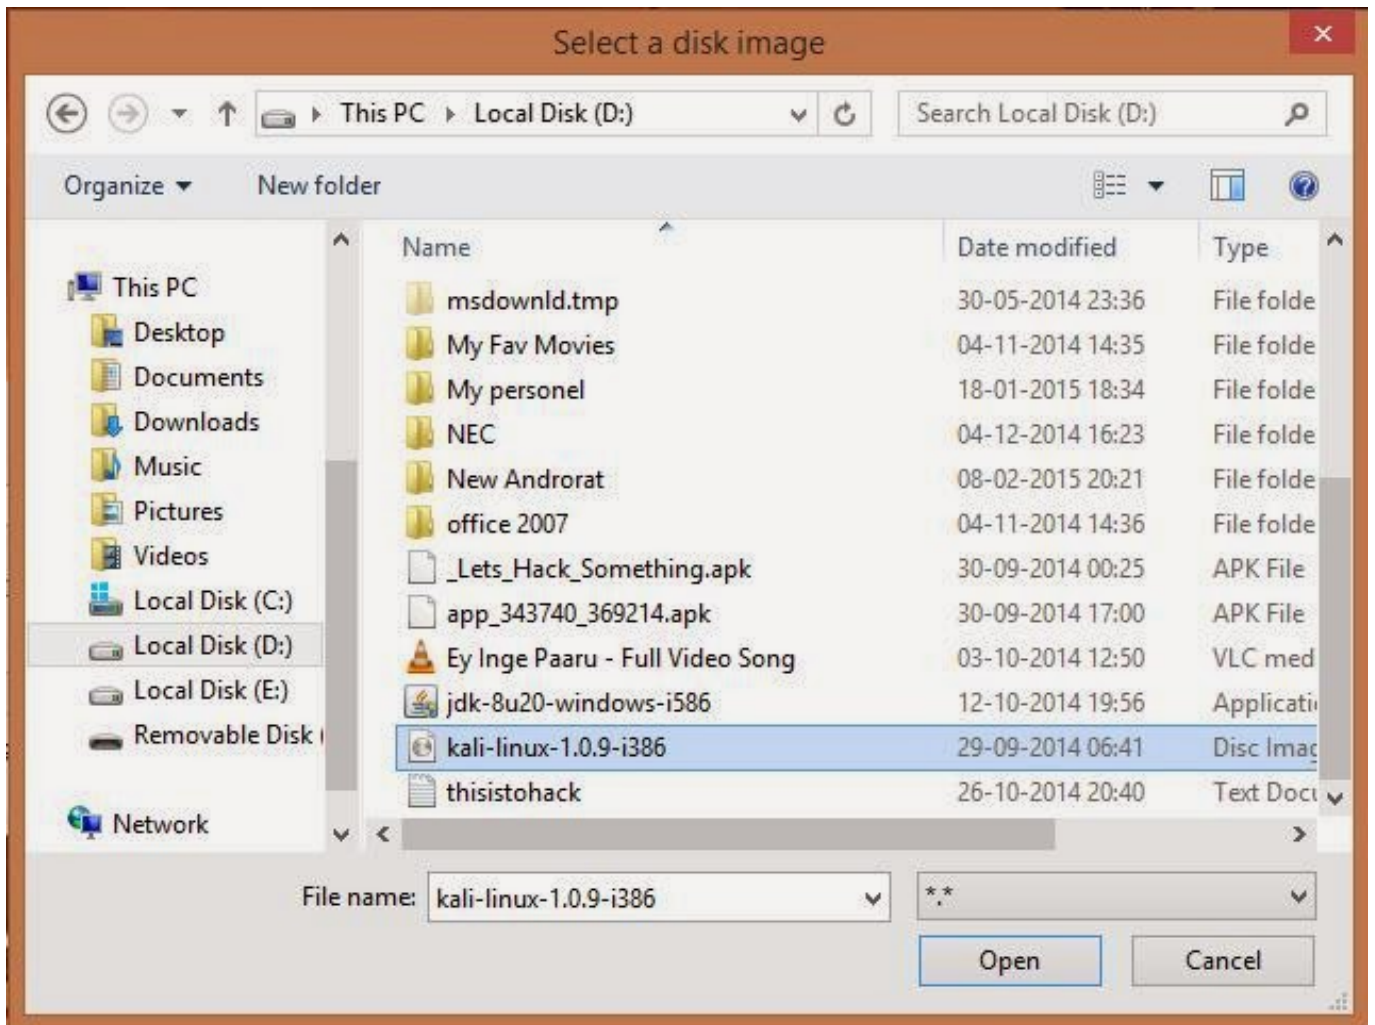 Select a disk image
This PC Local Disk (D:) Search Local Disk (D:)
Organize New folder
Name Date modified Type
This PC
Desktop
Documents
Downloads
Music
Pictures
Videos
Local Disk (C:)
Local Disk (D:)
Local Disk (E:)
Removable Disk (
Network
msdownld.tmp 30-05-2014 23:36 File folde
My Fav Movies 04-11-2014 14:35 File folde
My personel 18-01-2015 18:34 File folde
NEC 04-12-2014 16:23 File folde
New Androrat 08-02-2015 20:21 File folde
office 2007 04-11-2014 14:36 File folde
_Lets_Hack_Something.apk 30-09-2014 00:25 APK File
app_343740_369214.apk 30-09-2014 17:00 APK File
Ey Inge Paaru - Full Video Song 03-10-2014 12:50 VLC med
jdk-8u20-windows-i586 12-10-2014 19:56 Applicati
kali-linux-1.0.9-i386 29-09-2014 06:41 Disc Imag
thisistohack 26-10-2014 20:40 Text Docu
File name: kali-linux-1.0.9-i386 *.*
Open Cancel